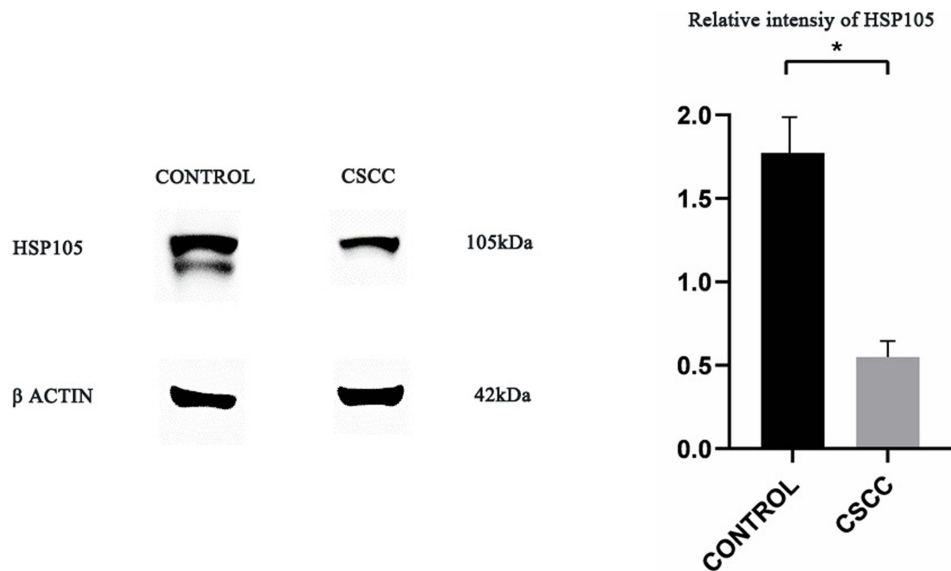 Relative intensiy of HSP105
*
CONTROL CSCC
HSP105 105kDa
β ACTIN 42kDa
2.0
1.5
1.0
0.5
0.0
CONTROL
CSCC